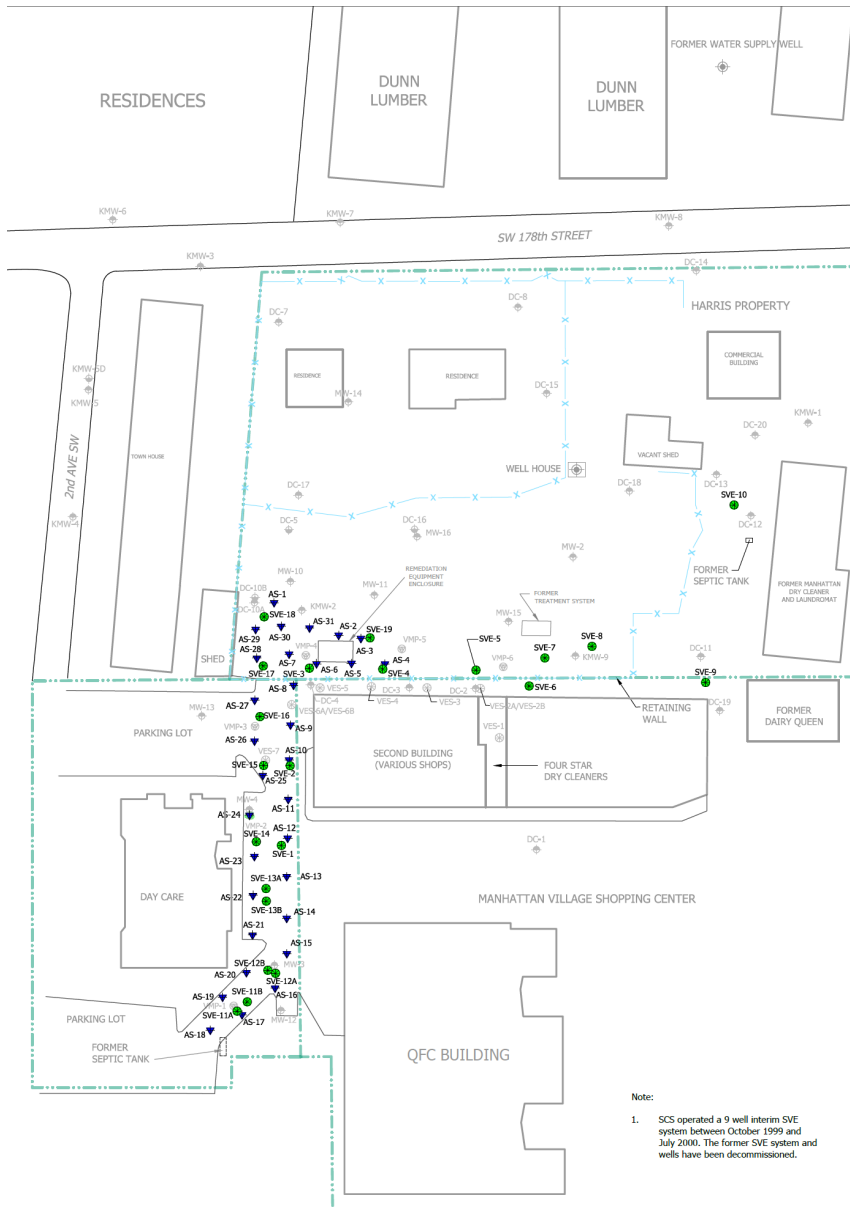 FORMER WATER SUPPLY WELL
RESIDENCES
DUNN
LUMBER
DUNN
LUMBER
KMW-6
KMW-7
KMW-8
SW 178th STREET
KMW-3
DC-14
HARRIS PROPERTY
DC-7
DC-8
COMMERCIAL
BUILDING
RESIDENCE
RESIDENCE
KMW-5D
KMW-5
MW-14
DC-15
DC-20
KMW-1
2nd AVE SW
TOWN HOUSE
VACANT SHED
WELL HOUSE
DC-13
DC-17
DC-18
SVE-10
KMW-4
DC-5
DC-16
MW-16
DC-12
MW-2
FORMER
SEPTIC TANK
REMEDIATION
EQUIPMENT
ENCLOSURE
FORMER MANHATTAN
DRY CLEANER
AND LAUNDROMAT
MW-10
MW-11
DC-10B
DC-10A
AS-1
KMW-2
FORMER
TREATMENT SYSTEM
SVE-18
AS-31
AS-2
SVE-19
MW-15
AS-29
AS-30
AS-3
VMP-5
SVE-5
SVE-7
SVE-8
AS-28
AS-7
VMP-4
KMW-9
DC-11
SHED
SVE-17
SVE-3
AS-6
AS-5
AS-4
SVE-4
VMP-6
SVE-6
SVE-9
AS-8
VES-5
DC-4
VES-4
DC-3
VES-3
DC-2
VES-2A/VES-2B
AS-27
VES-6A/VES-6B
RETAINING
WALL
DC-19
FORMER
DAIRY QUEEN
MW-13
SVE-16
VMP-3
AS-9
PARKING LOT
AS-26
VES-1
VES-7
AS-10
SECOND BUILDING
(VARIOUS SHOPS)
FOUR STAR
DRY CLEANERS
SVE-15
SVE-2
AS-25
MW-4
AS-11
AS-24
VMP-2
SVE-14
AS-12
SVE-1
DC-1
AS-23
SVE-13A
AS-13
DAY CARE
AS-22
SVE-13B
MANHATTAN VILLAGE SHOPPING CENTER
AS-14
AS-21
AS-15
SVE-12B
MW-3
AS-20
SVE-12A
AS-19
SVE-11B
AS-16
VMP-1
SVE-11A
AS-17
MW-12
PARKING LOT
AS-18
FORMER
SEPTIC TANK
QFC BUILDING
Note:
1. SCS operated a 9 well interim SVE
system between October 1999 and
July 2000. The former SVE system and
wells have been decommissioned.